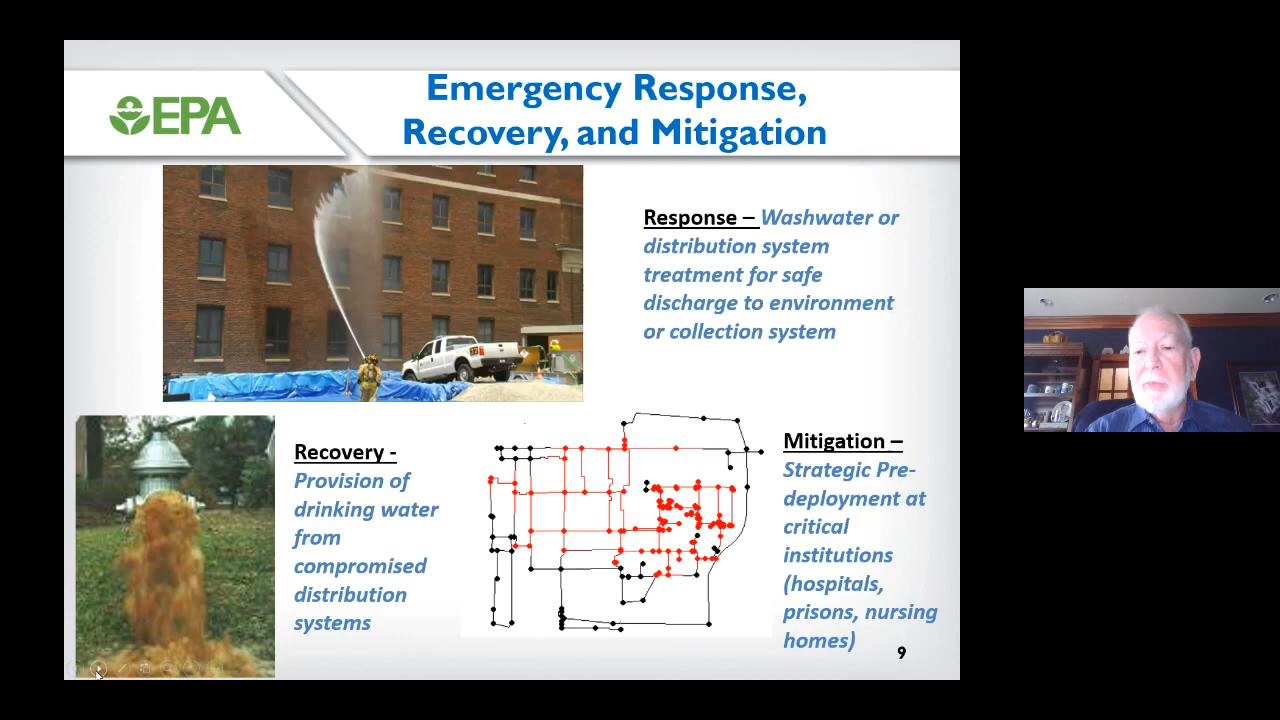 EPA
Emergency Response,
Recovery, and Mitigation
Response – Washwater or
distribution system
treatment for safe
discharge to environment
or collection system
Recovery -
Provision of
drinking water
from
compromised
distribution
systems
Mitigation –
Strategic Pre-
deployment at
critical
institutions
(hospitals,
prisons, nursing
homes)
9